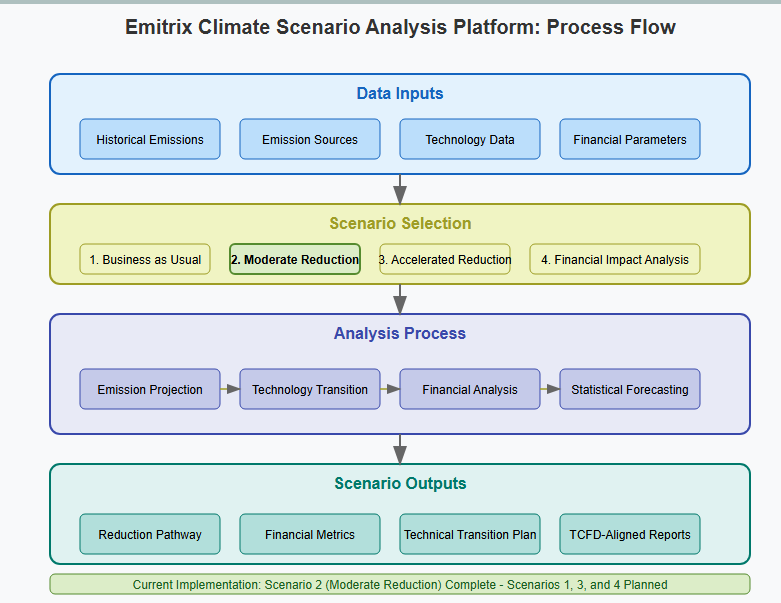 Emitrix Climate Scenario Analysis Platform: Process Flow
Data Inputs
Historical Emissions
Emission Sources
Technology Data
Financial Parameters
Scenario Selection
1. Business as Usual
2. Moderate Reduction
3. Accelerated Reduction
4. Financial Impact Analysis
Analysis Process
Emission Projection
Technology Transition
Financial Analysis
Statistical Forecasting
Scenario Outputs
Reduction Pathway
Financial Metrics
Technical Transition Plan
TCFD-Aligned Reports
Current Implementation: Scenario 2 (Moderate Reduction) Complete - Scenarios 1, 3, and 4 Planned